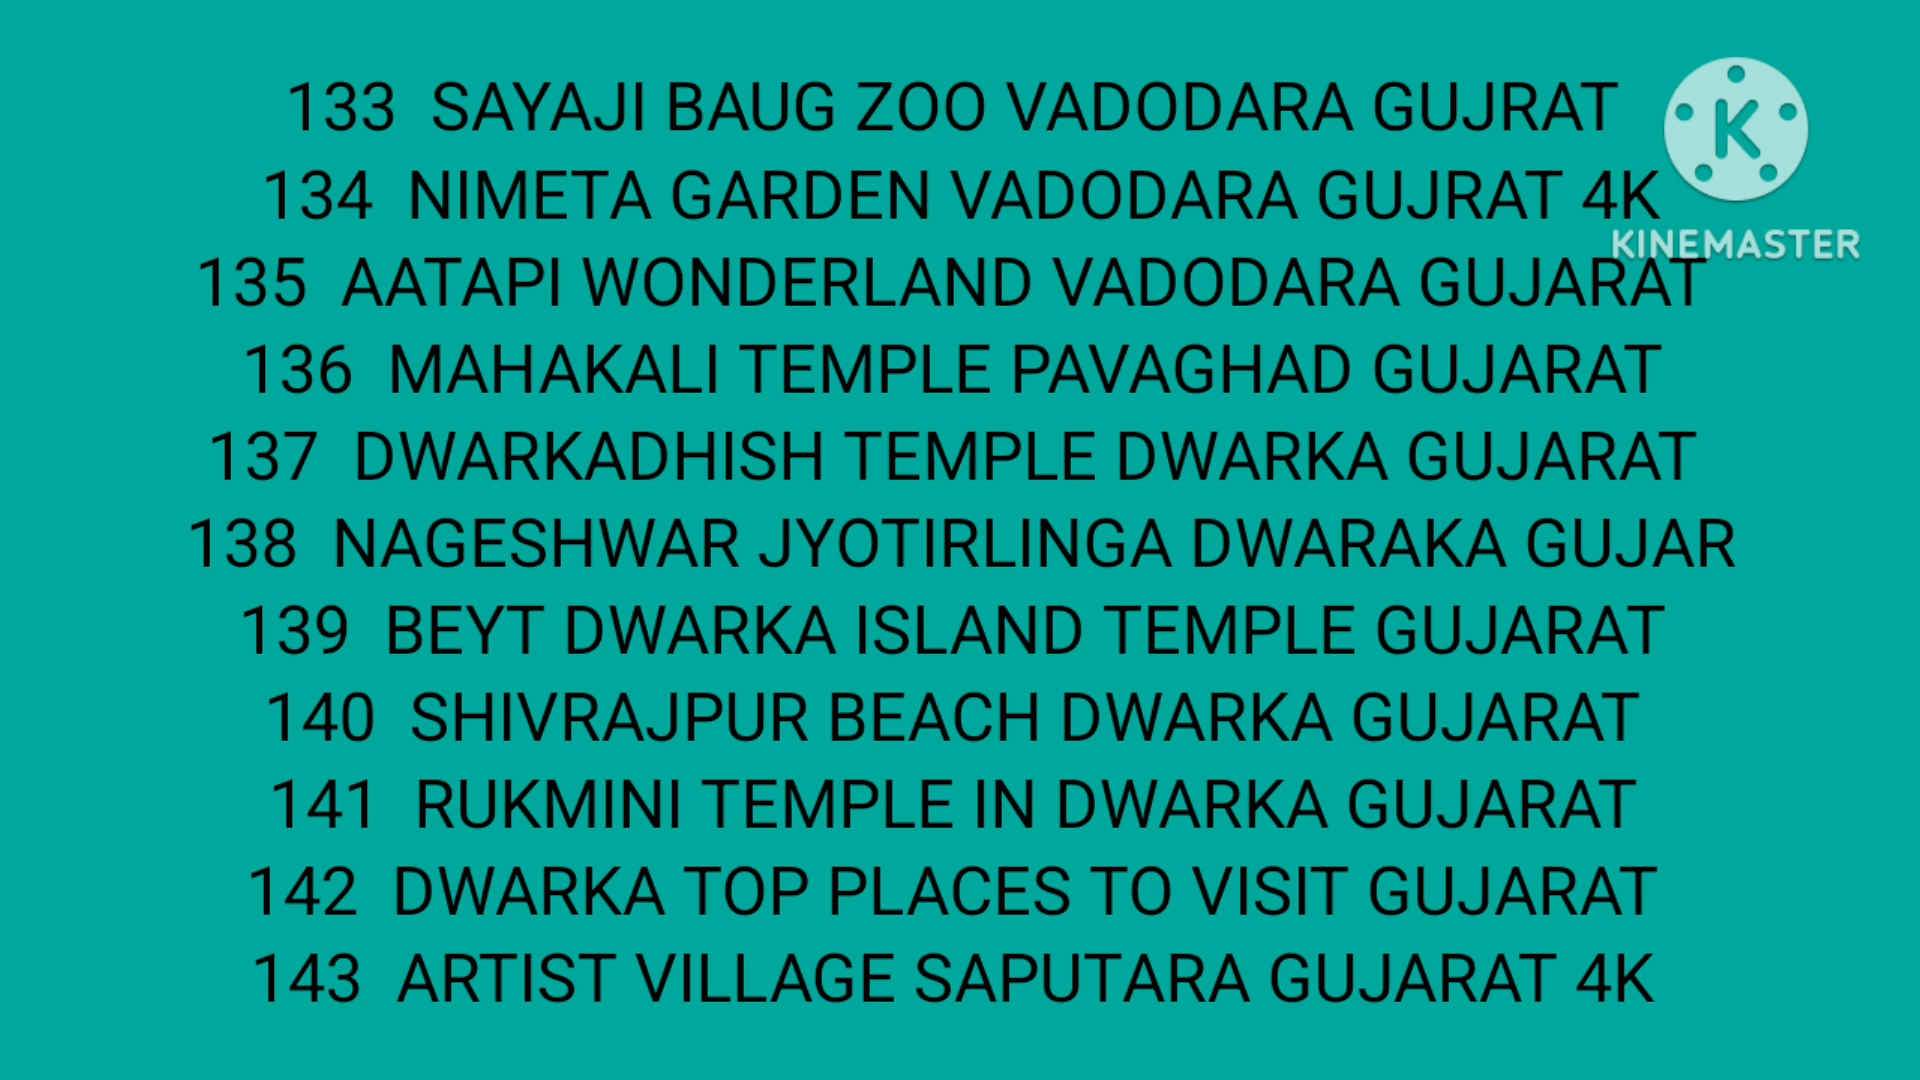 133  SAYAJI BAUG ZOO VADODARA GUJRAT
134  NIMETA GARDEN VADODARA GUJRAT 4K
K
KINEMASTER
135  AATAPI WONDERLAND VADODARA GUJARAT
136  MAHAKALI TEMPLE PAVAGHAD GUJARAT
137  DWARKADHISH TEMPLE DWARKA GUJARAT
138  NAGESHWAR JYOTIRLINGA DWARAKA GUJAR
139  BEYT DWARKA ISLAND TEMPLE GUJARAT
140  SHIVRAJPUR BEACH DWARKA GUJARAT
141  RUKMINI TEMPLE IN DWARKA GUJARAT
142  DWARKA TOP PLACES TO VISIT GUJARAT
143  ARTIST VILLAGE SAPUTARA GUJARAT 4K